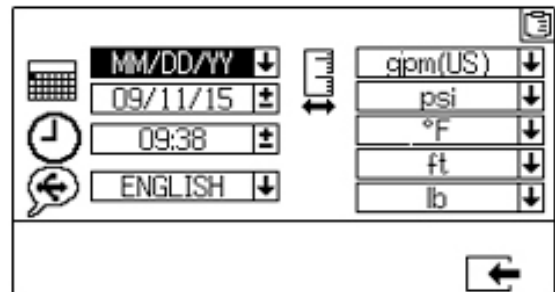 MM/DD/YY
09/11/15
09:38
ENGLISH
gpm(US)
psi
°F
ft
lb